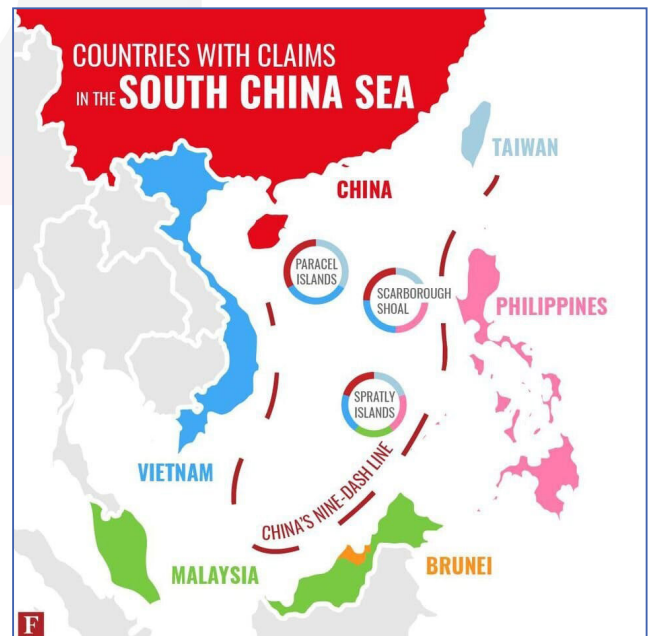 COUNTRIES WITH CLAIMS
IN THE SOUTH CHINA SEA
TAIWAN
CHINA
PARACEL
ISLANDS
SCARBOROUGH
SHOAL
PHILIPPINES
SPRATLY
ISLANDS
VIETNAM
CHINA'S NINE-DASH LINE
MALAYSIA
BRUNEI
F